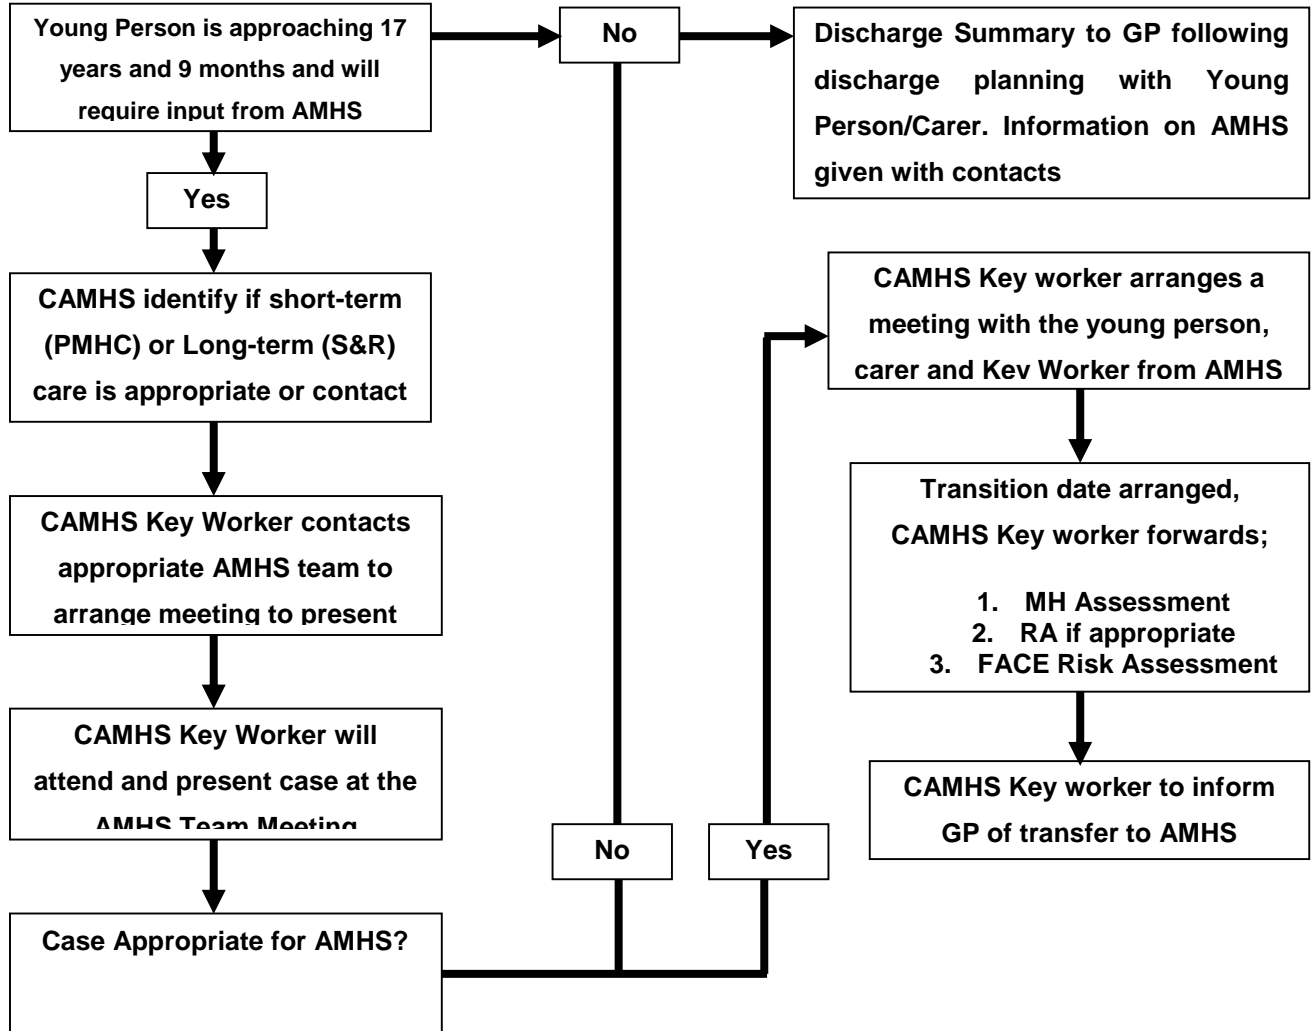 Young Person is approaching 17
years and 9 months and will
require input from AMHS
No
Discharge Summary to GP following
discharge planning with Young
Person/Carer. Information on AMHS
given with contacts
Yes
CAMHS identify if short-term
(PMHC) or Long-term (S&R)
care is appropriate or contact
CAMHS Key Worker contacts
appropriate AMHS team to
arrange meeting to present
CAMHS Key Worker will
attend and present case at the
AMHS Team Meeting
Case Appropriate for AMHS?
No
Yes
CAMHS Key worker arranges a
meeting with the young person,
carer and Key Worker from AMHS
Transition date arranged,
CAMHS Key worker forwards;
1. MH Assessment
2. RA if appropriate
3. FACE Risk Assessment
CAMHS Key worker to inform
GP of transfer to AMHS